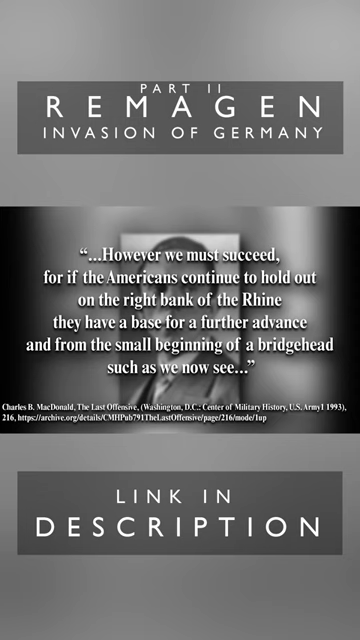 PART II
REMAGEN
INVASION OF GERMANY
“...However we must succeed,
for if the Americans continue to hold out
on the right bank of the Rhine
they have a base for a further advance
and from the small beginning of a bridgehead
such as we now see...”
Charles B. MacDonald, The Last Offensive, (Washington, D.C.: Center of Military History, U.S. Army1 1993),
216, https://archive.org/details/CMHPub791TheLastOffensive/page/216/mode/1up
LINK IN
DESCRIPTION